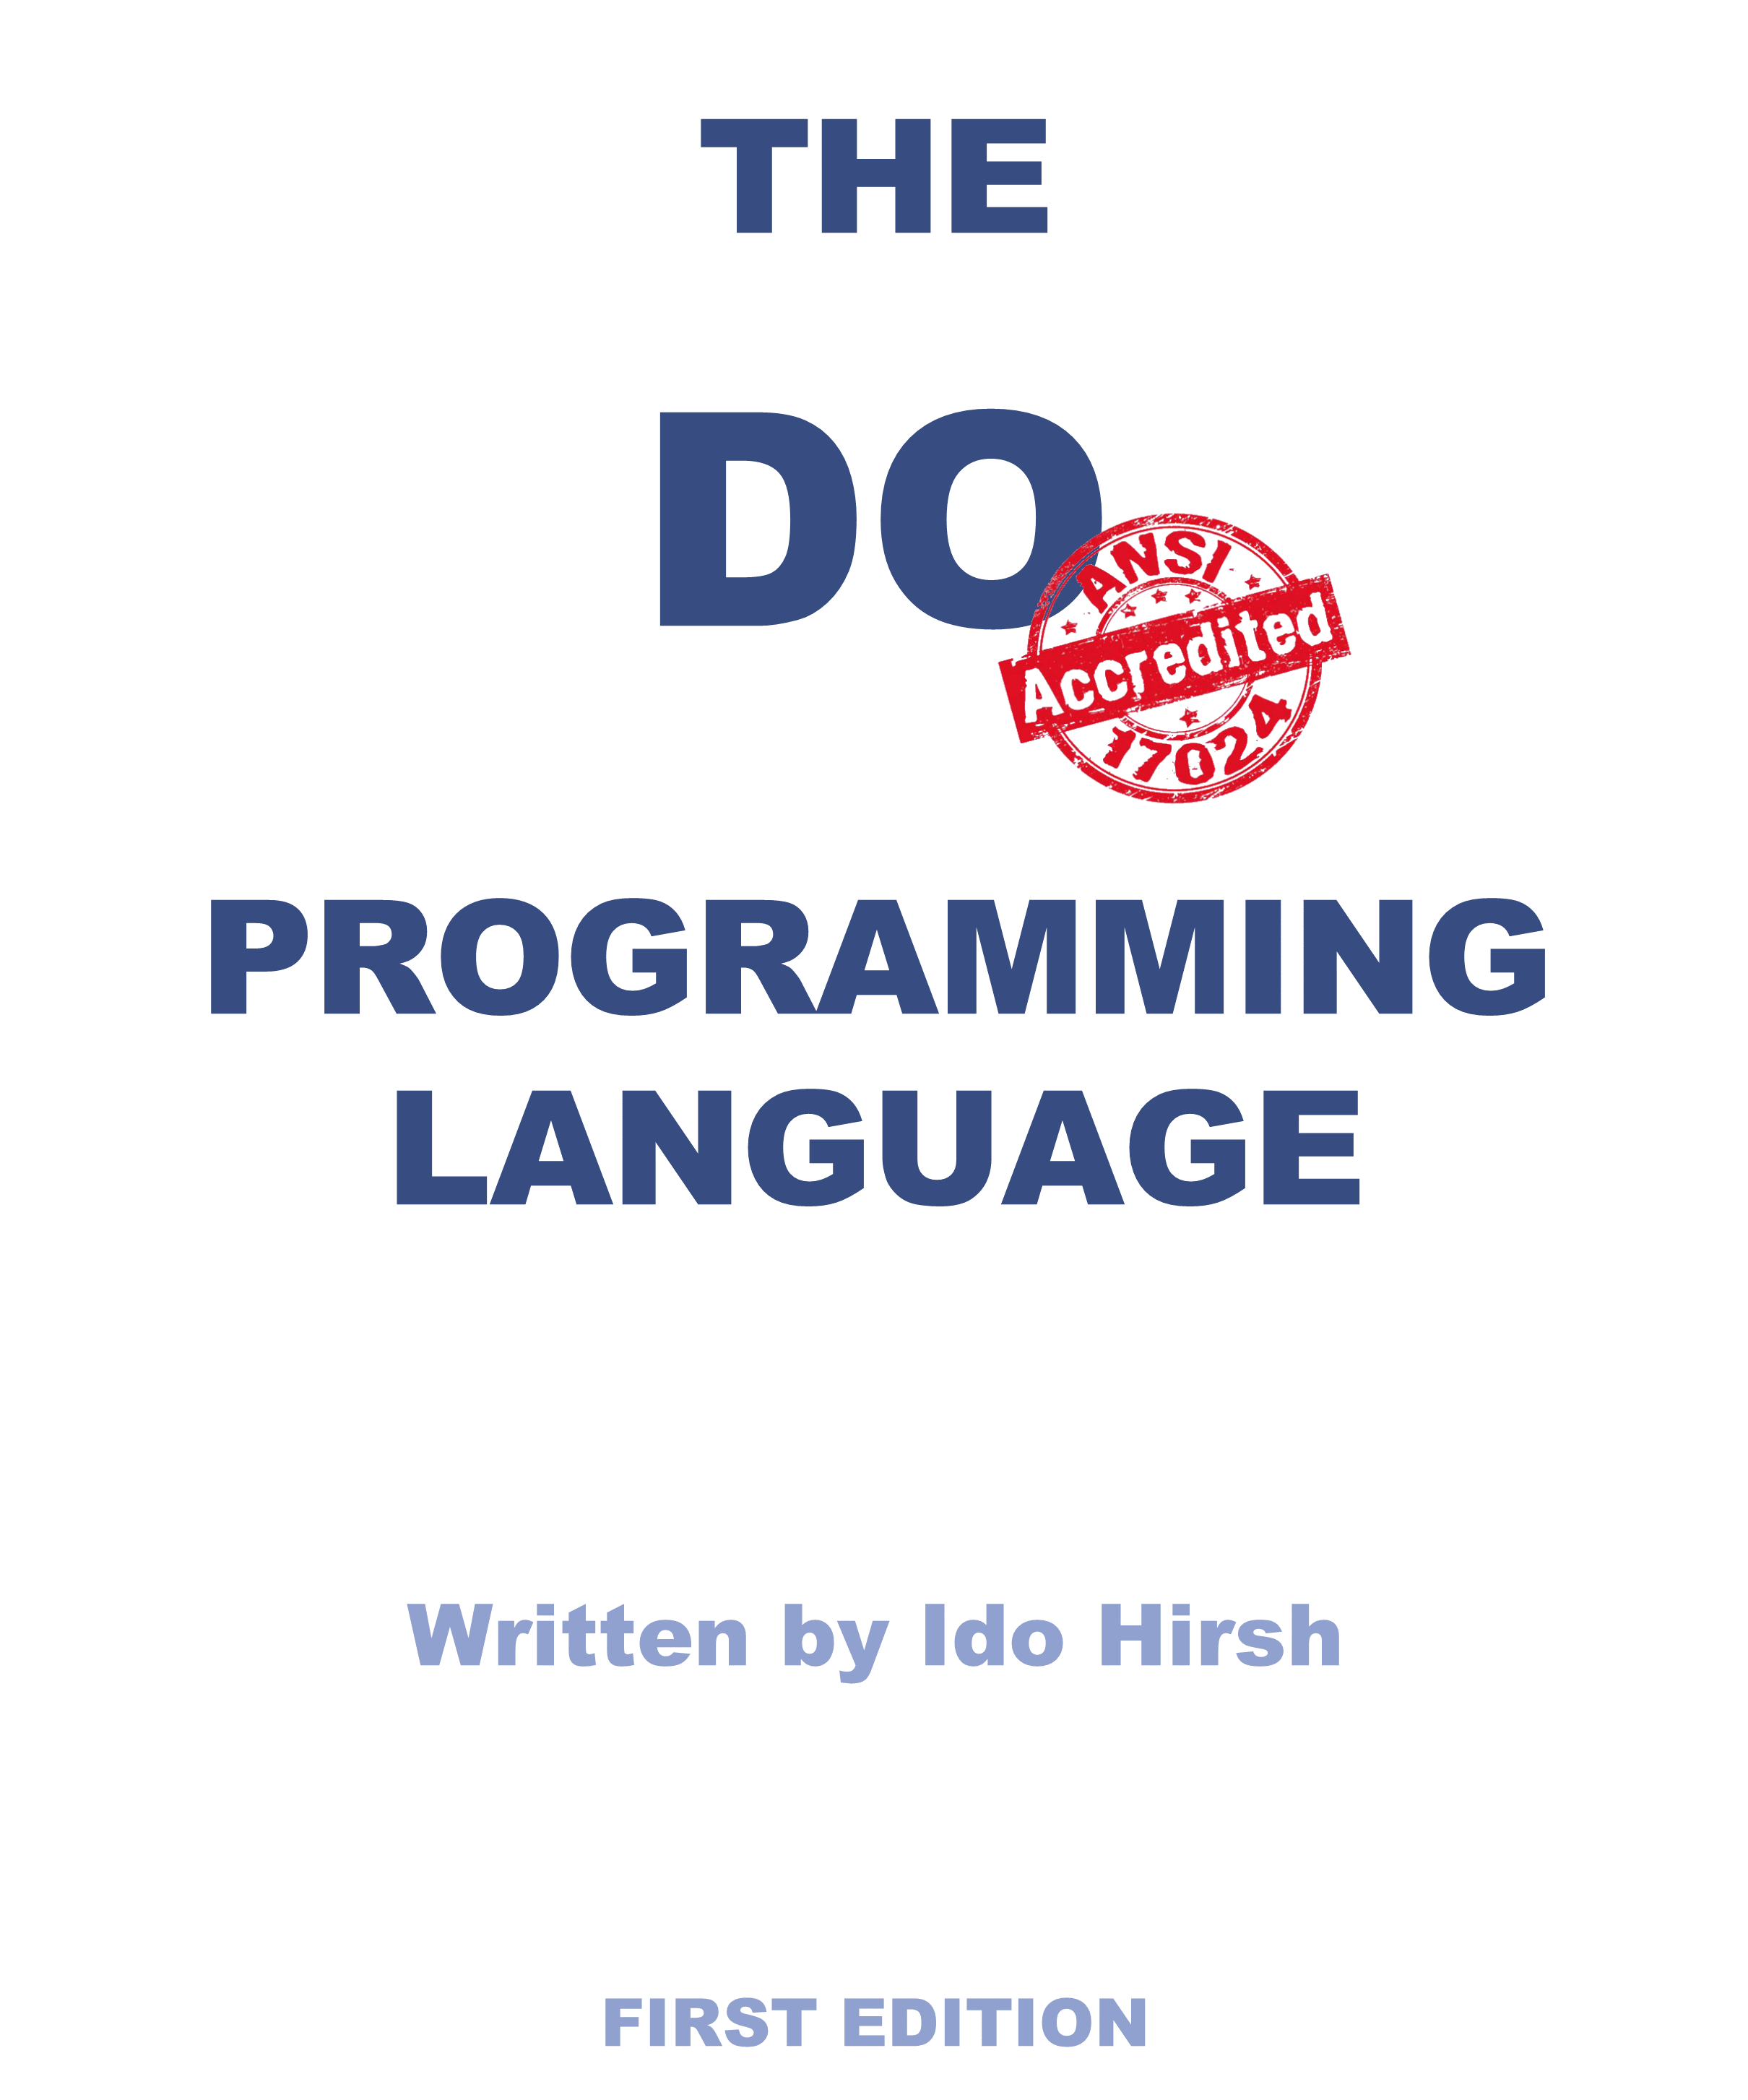 THE
DO
ANSI
Accredited
17024
PROGRAMMING
LANGUAGE
Written by Ido Hirsh
FIRST EDITION